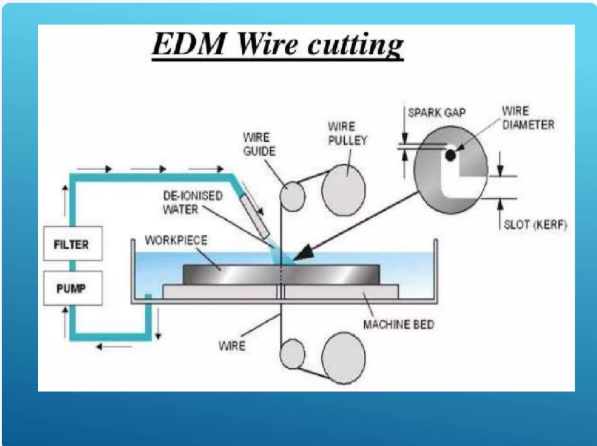 EDM Wire cutting
SPARK GAP
WIRE
DIAMETER
WIRE
PULLEY
WIRE
GUIDE
DE-IONISED
WATER
SLOT (KERF)
WORKPIECE
FILTER
PUMP
MACHINE BED
WIRE